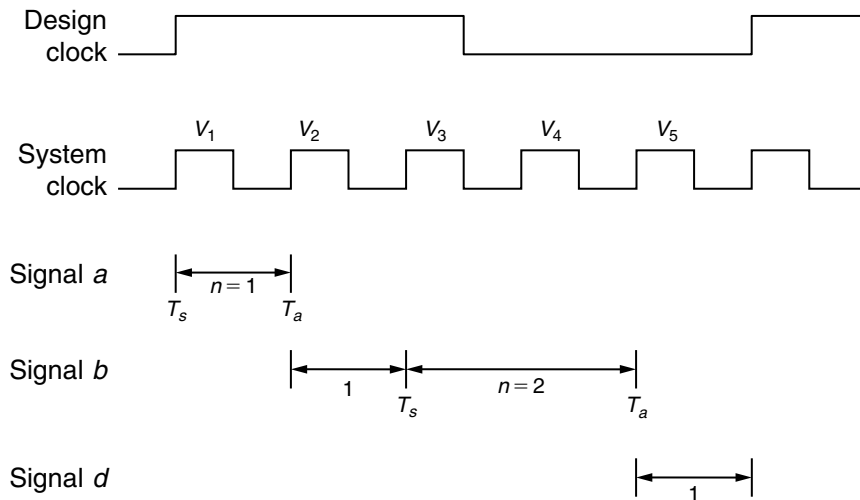 Design
clock
V1 V2 V3 V4 V5
System
clock
Signal a
n = 1
Ts Ta
Signal b
1 n = 2
Ts Ta
Signal d
1